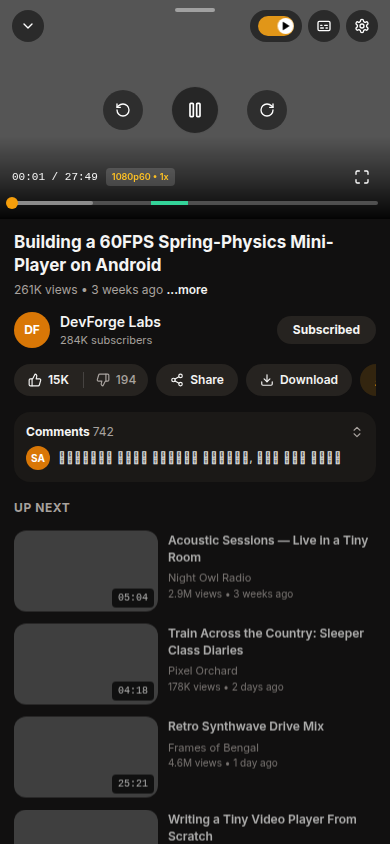 00:01 / 27:49 1080p60 • 1x
Building a 60FPS Spring-Physics Mini-
Player on Android
261K views • 3 weeks ago ...more
DF
DevForge Labs
284K subscribers
Subscribed
15K
194
Share
Download
Comments 742
SA
UP NEXT
Acoustic Sessions — Live in a Tiny
Room
Night Owl Radio
2.9M views • 3 weeks ago
05:04
Train Across the Country: Sleeper
Class Diaries
Pixel Orchard
178K views • 2 days ago
04:18
Retro Synthwave Drive Mix
Frames of Bengal
4.6M views • 1 day ago
25:21
Writing a Tiny Video Player From
Scratch